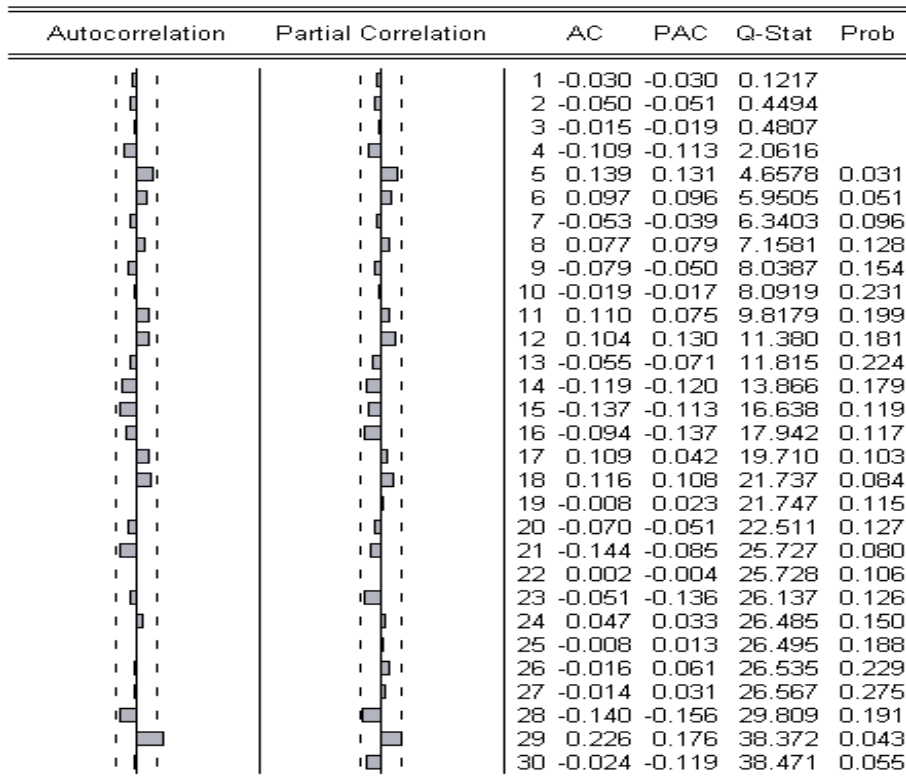 Autocorrelation Partial Correlation AC PAC Q-Stat Prob
1 -0.030 -0.030 0.1217
2 -0.050 -0.051 0.4494
3 -0.015 -0.019 0.4807
4 -0.109 -0.113 2.0616
5 0.139 0.131 4.6578 0.031
6 0.097 0.096 5.9505 0.051
7 -0.053 -0.039 6.3403 0.096
8 0.077 0.079 7.1581 0.128
9 -0.079 -0.050 8.0387 0.154
10 -0.019 -0.017 8.0919 0.231
11 0.110 0.075 9.8179 0.199
12 0.104 0.130 11.380 0.181
13 -0.055 -0.071 11.815 0.224
14 -0.119 -0.120 13.866 0.179
15 -0.137 -0.113 16.638 0.119
16 -0.094 -0.137 17.942 0.117
17 0.109 0.042 19.710 0.103
18 0.116 0.108 21.737 0.084
19 -0.008 0.023 21.747 0.115
20 -0.070 -0.051 22.511 0.127
21 -0.144 -0.085 25.727 0.080
22 0.002 -0.004 25.728 0.106
23 -0.051 -0.136 26.137 0.126
24 0.047 0.033 26.485 0.150
25 -0.008 0.013 26.495 0.188
26 -0.016 0.061 26.535 0.229
27 -0.014 0.031 26.567 0.275
28 -0.140 -0.156 29.809 0.191
29 0.226 0.176 38.372 0.043
30 -0.024 -0.119 38.471 0.055